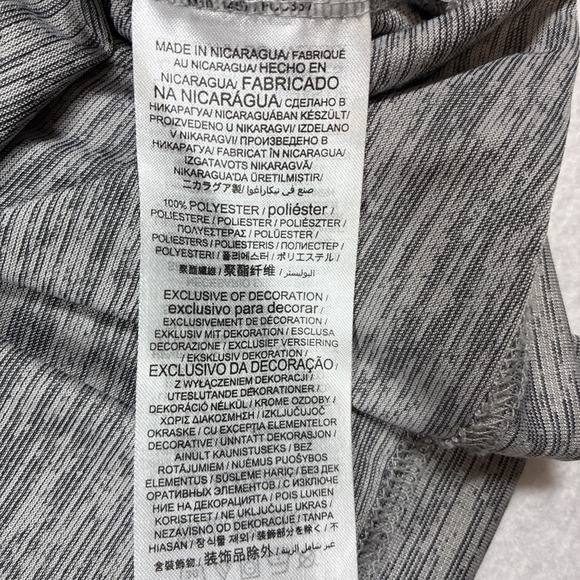 MADE IN NICARAGUA/ FABRIQUÉ
AU NICARAGUA/ HECHO EN
NICARAGUA/ FABRICADO
NA NICARÁGUA/ СДЕЛАНО В
НИКАРАГУА/ NICARAGUÁBAN KÉSZÜLT/
PROIZVEDENO U NIKARAGVI/ IZDELANO
V NIKARAGVI/ ПРОИЗВЕДЕНО В
НИКАРАГУА/ FABRICAT ÎN NICARAGUA/
IZGATAVOTS NIKARAGVĀ/
NIKARAGUA'DA ÜRETILMIŞTIR/
ニカラグア製/ صنع في نيكاراغوا/
100% POLYESTER / poliéster /
POLIESTERE / POLIESTER / POLIÉSZTER /
ΠΟΛΥΕΣΤΕΡΑΣ / POLÜESTER /
POLIESTERS / POLIESTERIS / ПОЛИЕСТЕР /
POLYESTERI / 폴리에스터 / ポリエステル /
聚酯纖維 / 聚酯纤维 / البوليستر /
EXCLUSIVE OF DECORATION /
exclusivo para decorar /
EXCLUSIVEMENT DE DÉCORATION /
EXKLUSIV MIT DEKORATION / ESCLUSA
DECORAZIONE / EXCLUSIEF VERSIERING
/ EKSKLUSIV DEKORATION /
EXCLUSIVO DA DECORAÇÃO /
Z WYŁĄCZENIEM DEKORACJI /
UTESLUTANDE DEKORATIONER /
DEKORÁCIÓ NÉLKÜL / KROME OZDOBY /
ΧΩΡΙΣ ΔΙΑΚΟΣΜΗΣΗ / ISKLJUČUJOČ
OKRASKE / CU EXCEPŢIA ELEMENTELOR
DECORATIVE / UNNTATT DEKORASJON /
AINULT KAUNISTUSEKS / BEZ
ROTĀJUMIEM / NUĖMUS PUOŠYBOS
ELEMENTUS / SÜSLEME HARIÇ / БЕЗ ДЕК
ОРАТИВНЫХ ЭЛЕМЕНТОВ / С ИЗКЛЮЧЕ
НИЕ НА ДЕКОРАЦИЯТА / POIS LUKIEN
KORISTEET / NE UKLJUČUJE UKRAS /
NEZAVISNO OD DEKORACIJE / TANPA
HIASAN / 장식물 제외 / 装飾部分を除く / 不
含裝飾 / 装饰品除外 / غير شامل الزينة /